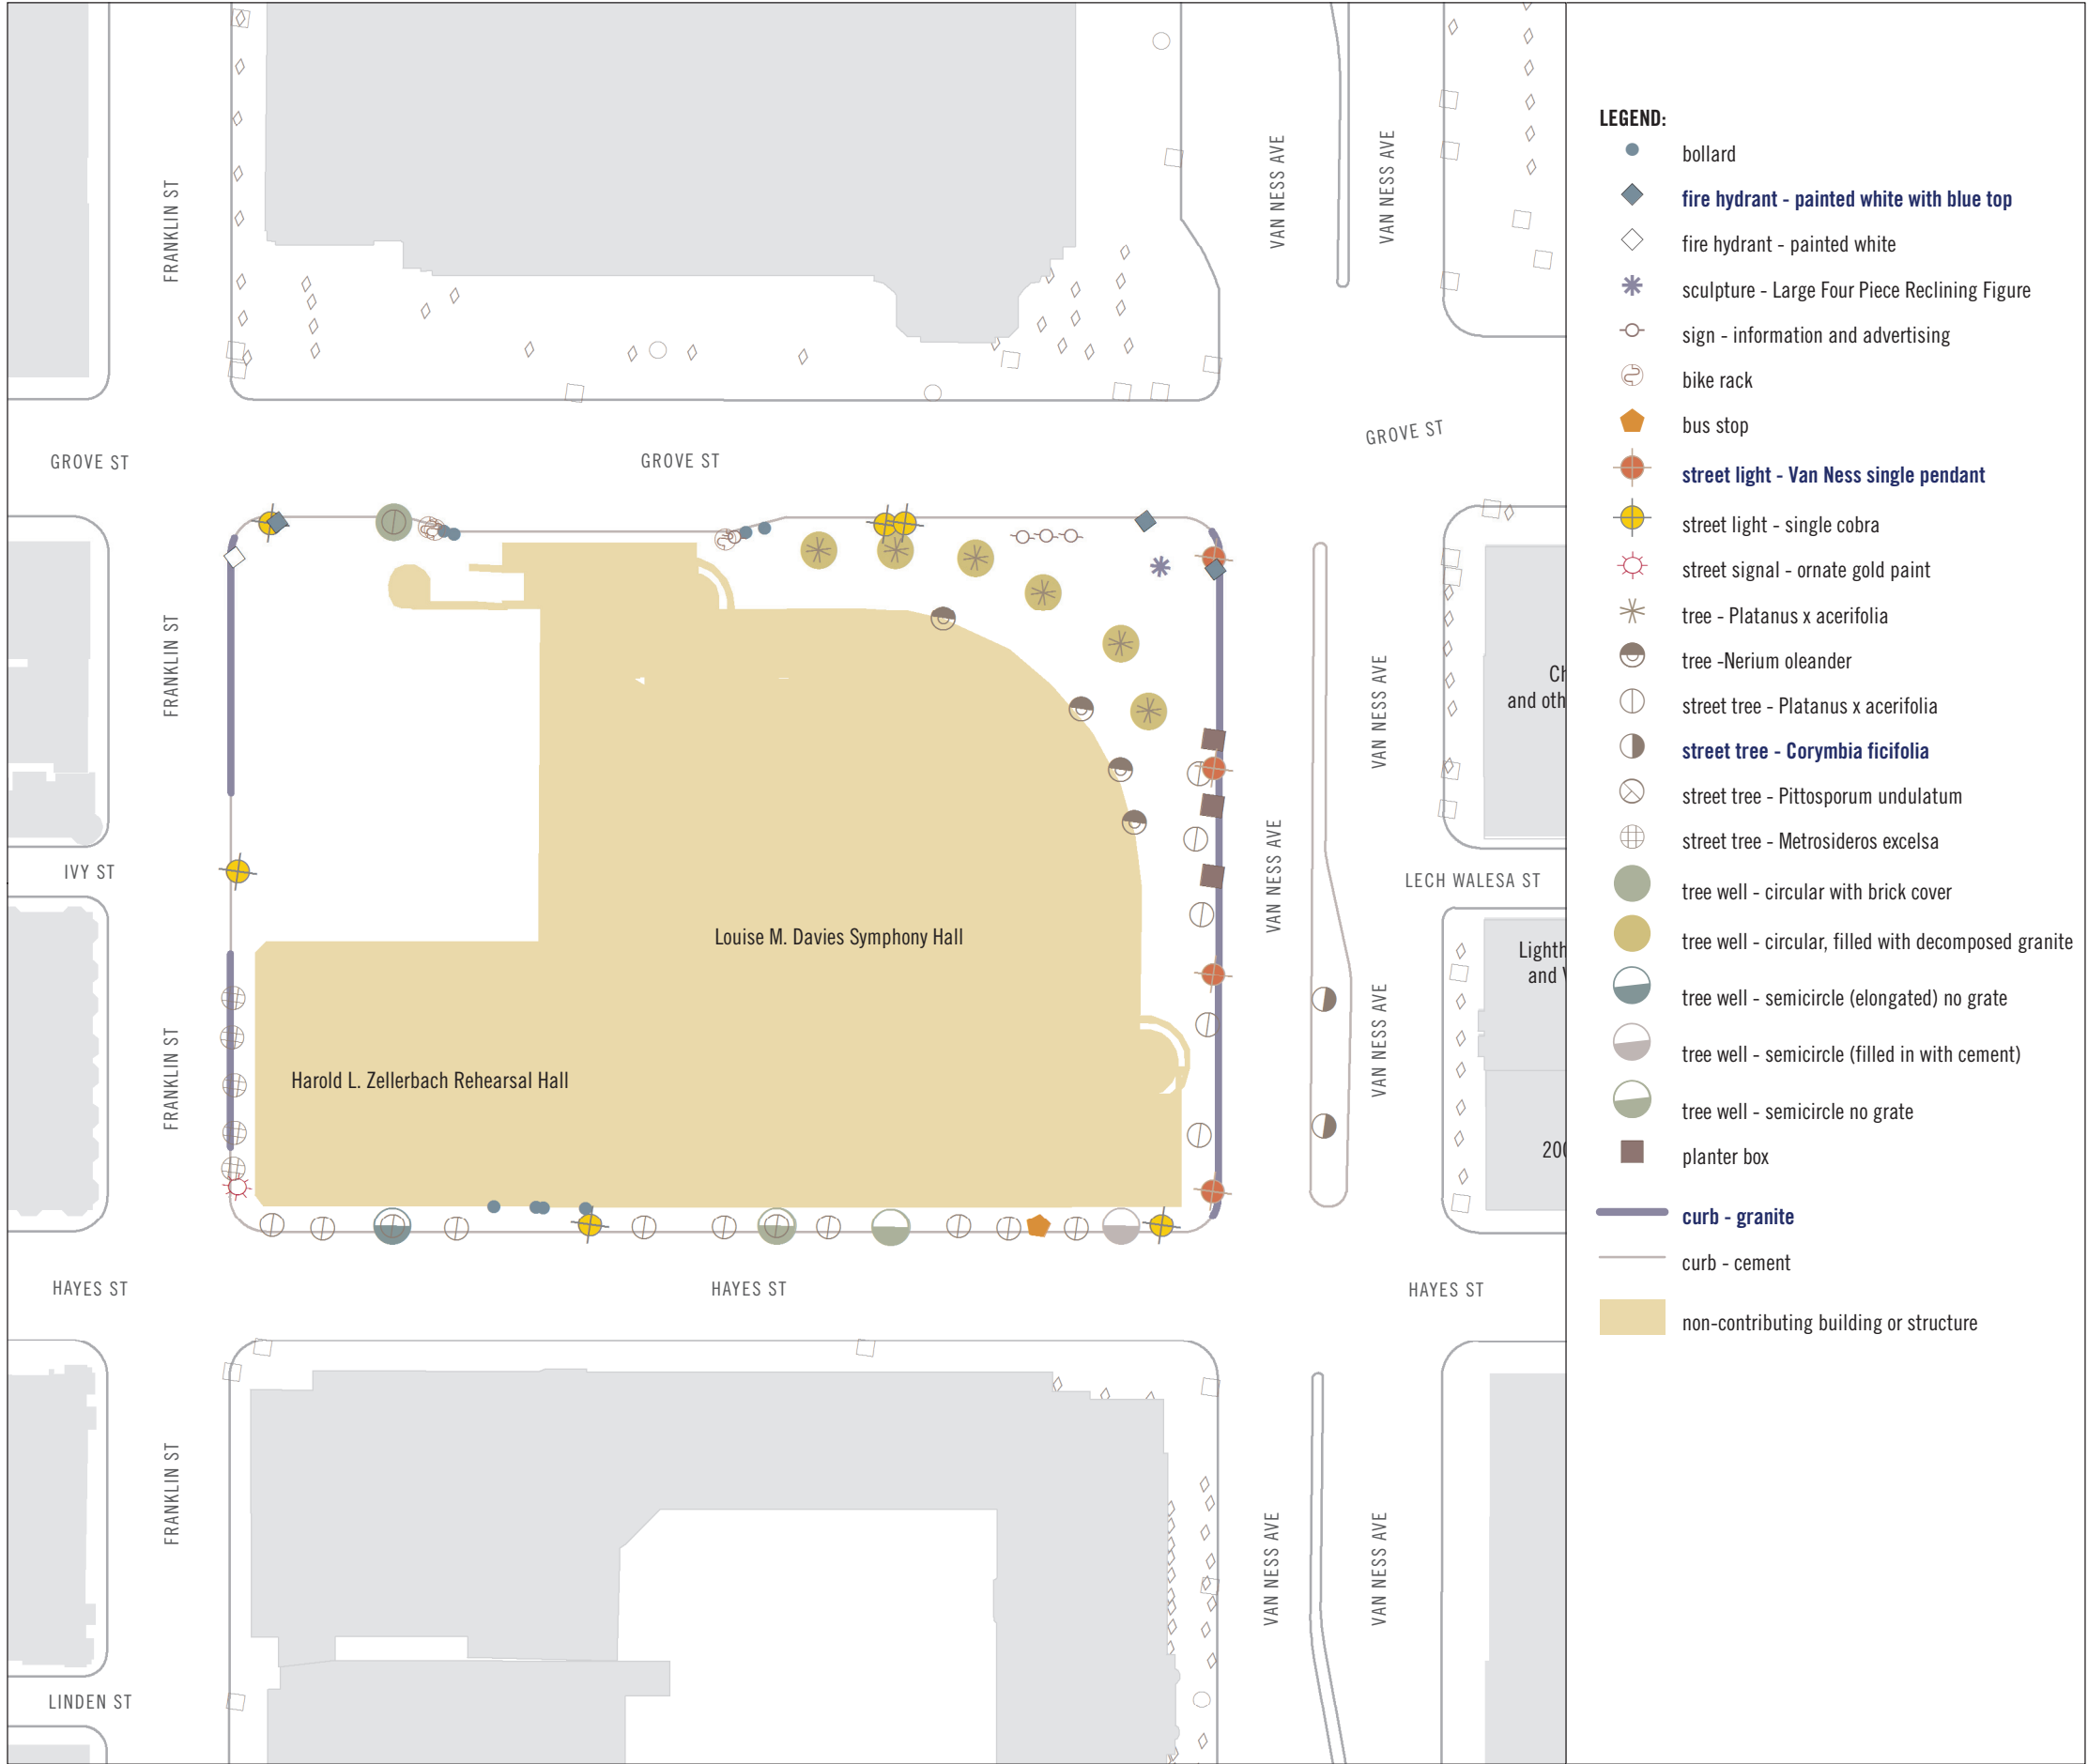 FRANKLIN ST
VAN NESS AVE
VAN NESS AVE
GROVE ST
GROVE ST
GROVE ST
FRANKLIN ST
VAN NESS AVE
Ch
and oth
IVY ST
VAN NESS AVE
LECH WALESA ST
Louise M. Davies Symphony Hall
Lighth
and
Harold L. Zellerbach Rehearsal Hall
FRANKLIN ST
VAN NESS AVE
200
HAYES ST
HAYES ST
HAYES ST
FRANKLIN ST
VAN NESS AVE
VAN NESS AVE
LINDEN ST
LEGEND:
bollard
fire hydrant - painted white with blue top
fire hydrant - painted white
sculpture - Large Four Piece Reclining Figure
sign - information and advertising
bike rack
bus stop
street light - Van Ness single pendant
street light - single cobra
street signal - ornate gold paint
tree - Platanus x acerifolia
tree -Nerium oleander
street tree - Platanus x acerifolia
street tree - Corymbia ficifolia
street tree - Pittosporum undulatum
street tree - Metrosideros excelsa
tree well - circular with brick cover
tree well - circular, filled with decomposed granite
tree well - semicircle (elongated) no grate
tree well - semicircle (filled in with cement)
tree well - semicircle no grate
planter box
curb - granite
curb - cement
non-contributing building or structure